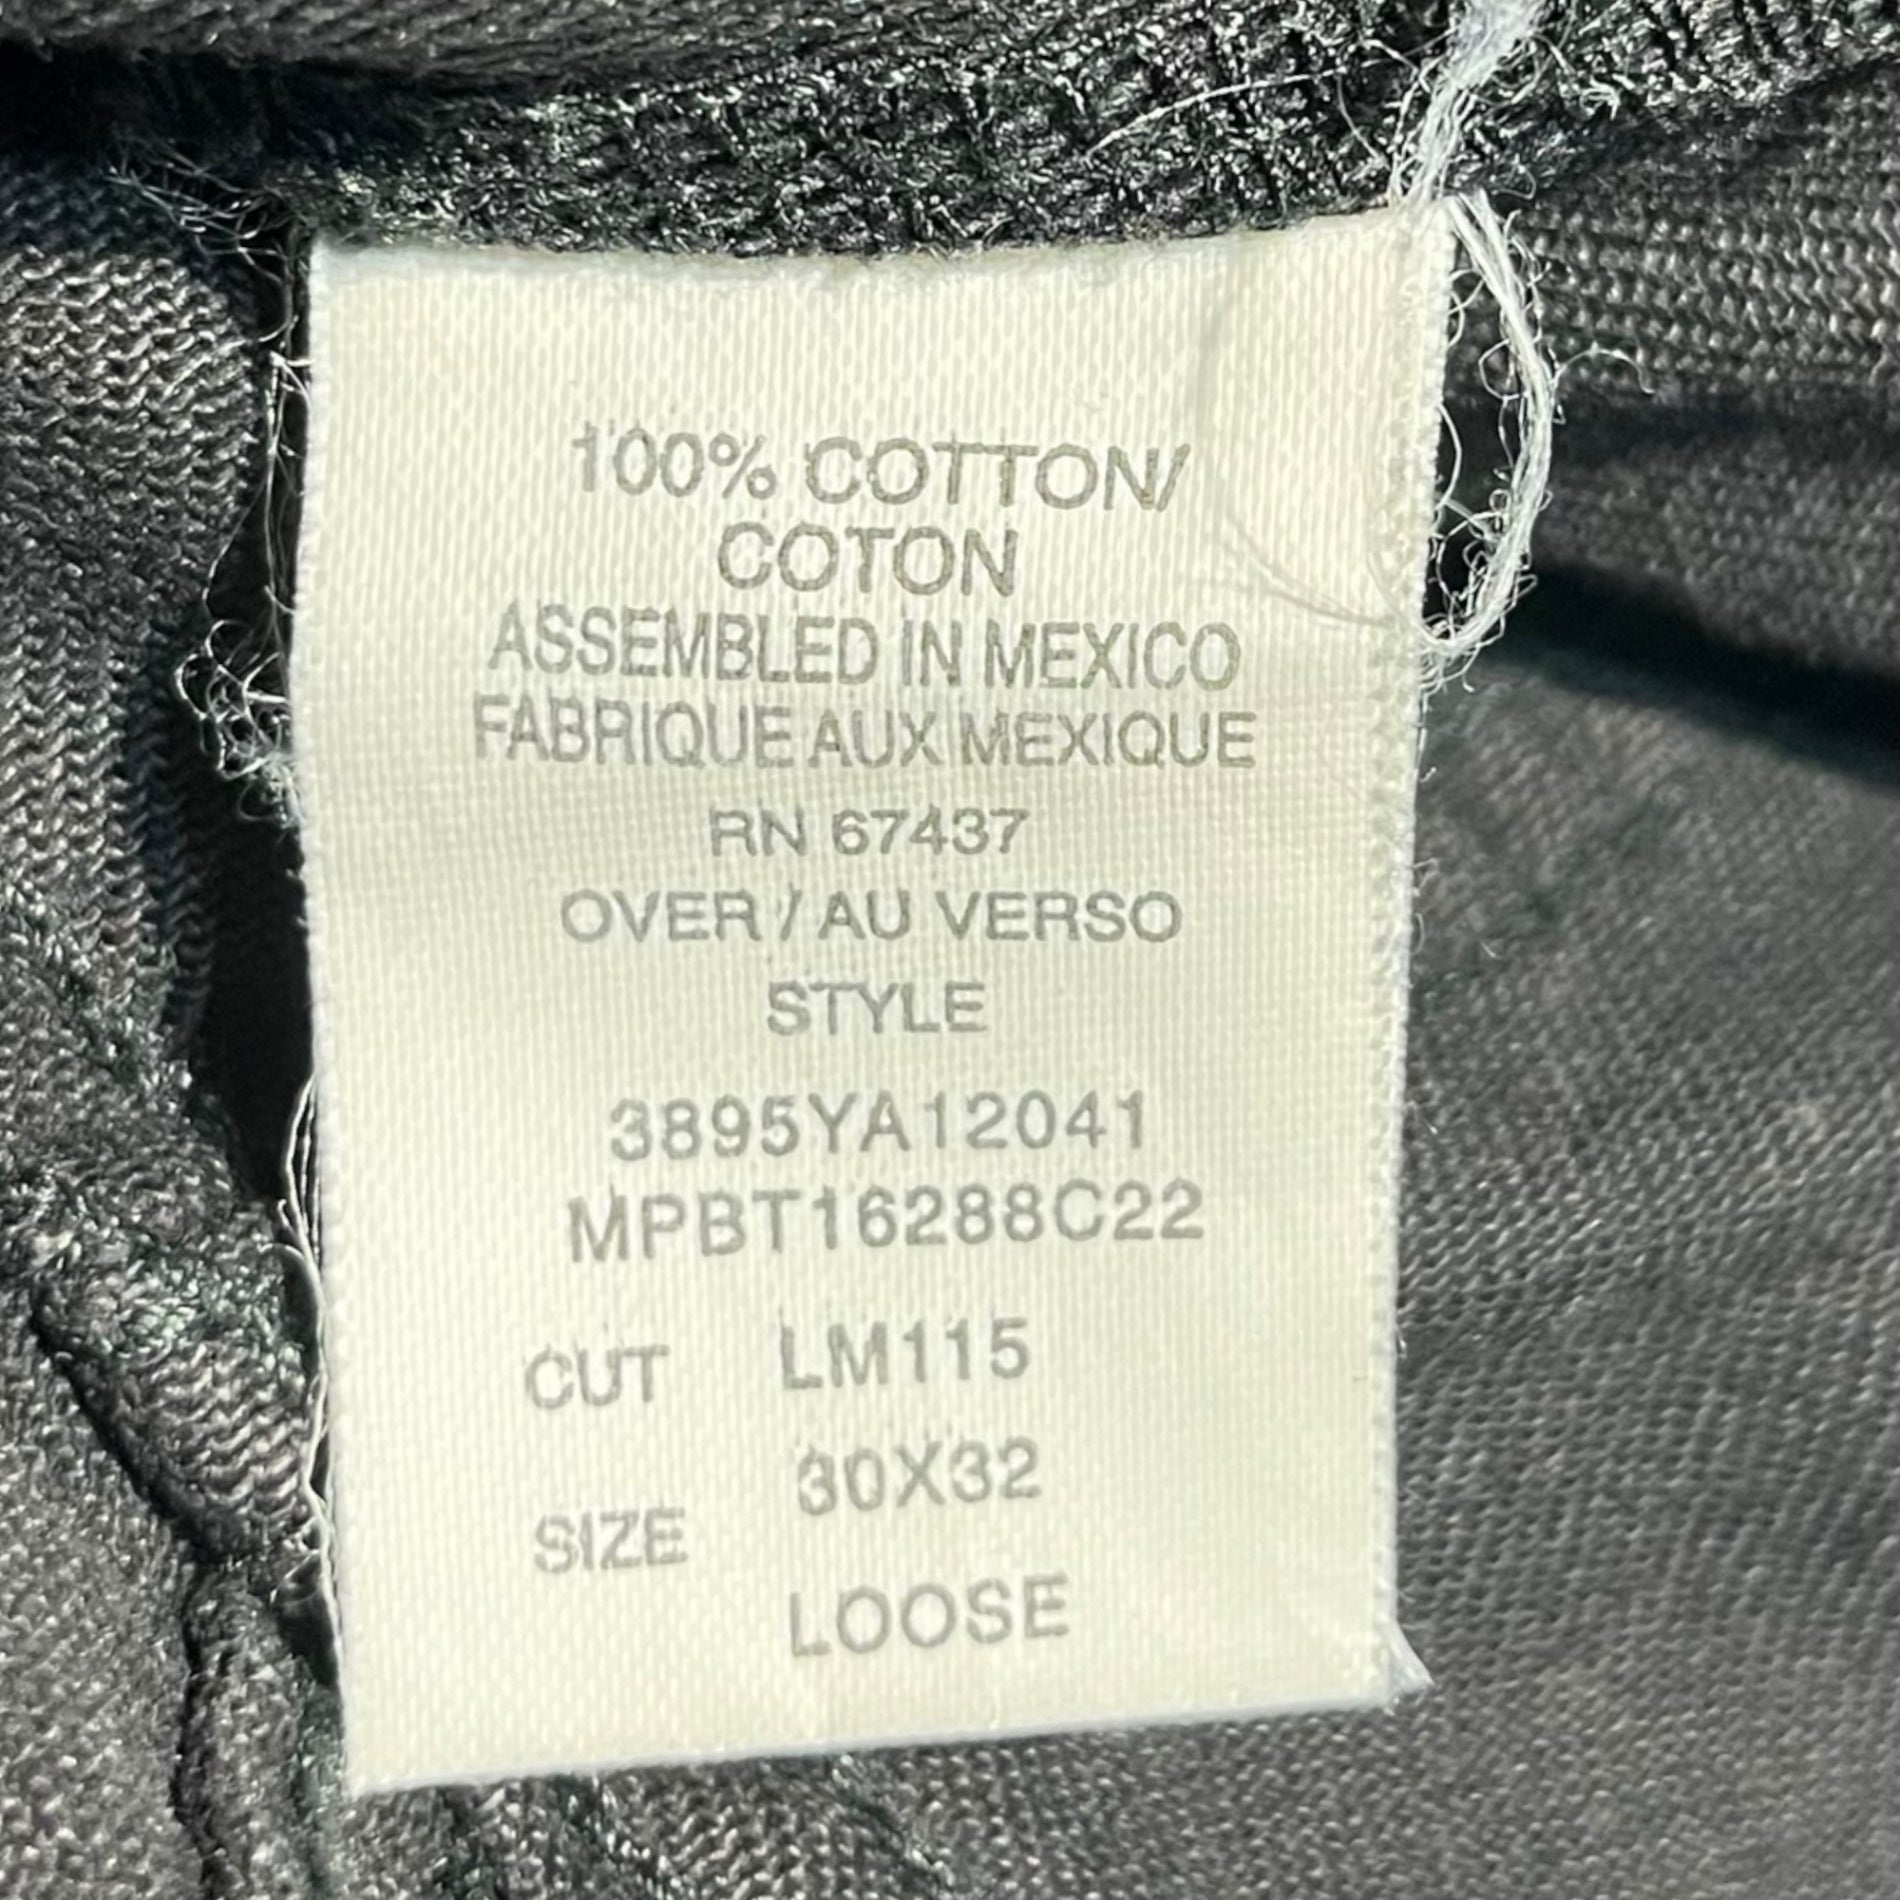 100% COTTON/
COTON
ASSEMBLED IN MEXICO
FABRIQUE AUX MEXIQUE
RN 67437
OVER / AU VERSO
STYLE
3895YA12041
MPBT16288C22
CUT LM115
SIZE 30X32
LOOSE